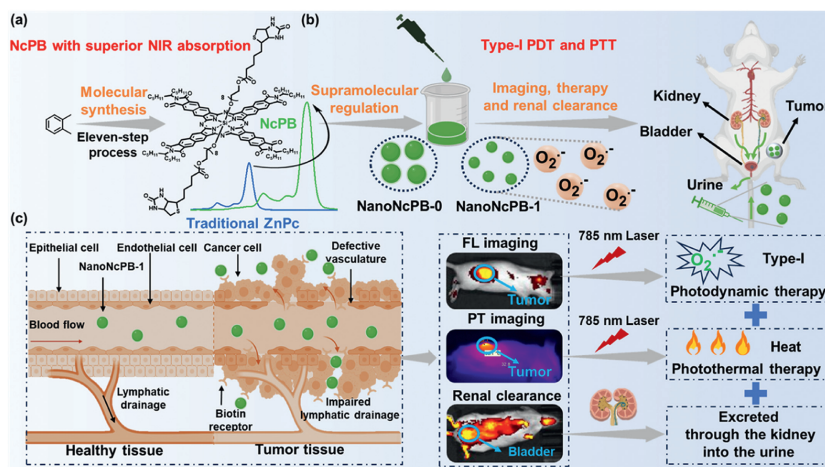 (a)
NcPB with superior NIR absorption
Molecular
synthesis
Eleven-step
process
NcPB
Traditional ZnPc
(b)
Type-I PDT and PTT
Supramolecular
regulation
Imaging, therapy
and renal clearance
NanoNcPB-0
NanoNcPB-1
O₂•-
O₂•-
O₂•-
O₂•-
Kidney
Bladder
Tumor
Urine
(c)
Epithelial cell
Endothelial cell
Cancer cell
Defective
vasculature
NanoNcPB-1
Blood flow
Lymphatic
drainage
Biotin
receptor
Impaired
lymphatic drainage
Healthy tissue
Tumor tissue
FL imaging
Tumor
PT imaging
Tumor
Renal clearance
Bladder
785 nm Laser
785 nm Laser
O₂•-
Type-I
Photodynamic therapy
Heat
Photothermal therapy
Excreted
through the kidney
into the urine